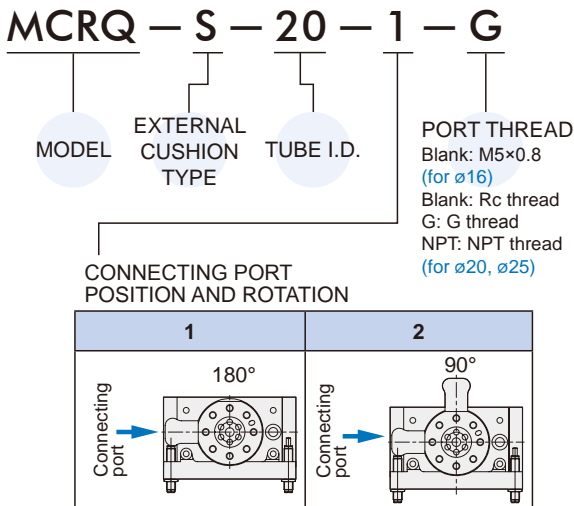 MCRQ — S — 20 — 1 — G
MODEL
EXTERNAL
CUSHION
TYPE
TUBE I.D.
PORT THREAD
Blank: M5×0.8
(for ø16)
Blank: Rc thread
G: G thread
NPT: NPT thread
(for ø20, ø25)
CONNECTING PORT
POSITION AND ROTATION
1
2
180°
Connecting
port
90°
Connecting
port